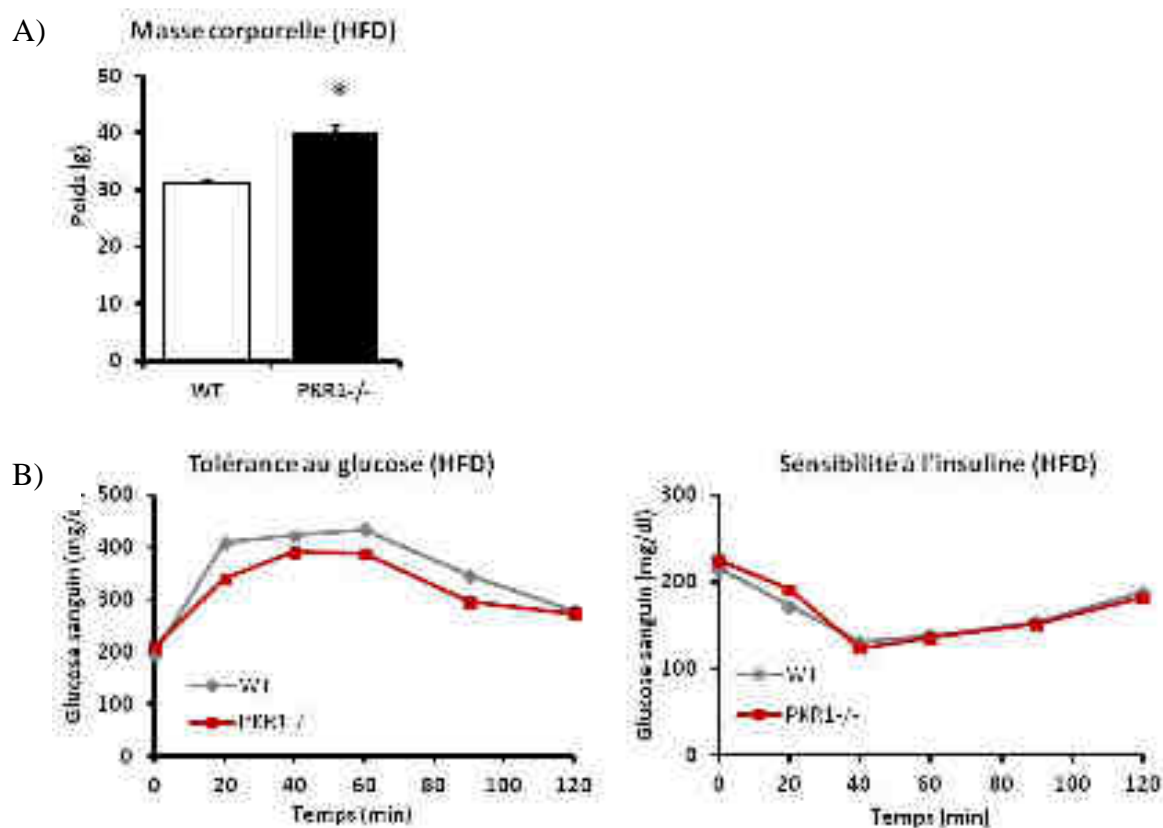 A)
Masse corporelle (HFD)
Poids (g)
50
40
30
20
10
0
*
WT
PKR1-/-
B)
Tolérance au glucose (HFD)
Glucose sanguin (mg/
500
400
300
200
100
0
WT
PKR1-/
0 20 40 60 80 100 120
Temps (min)
Sensibilité à l'insuline (HFD)
Glucose sanguin (mg/dl)
300
200
100
0
WT
PKR1-/-
0 20 40 60 80 100 120
Temps (min)